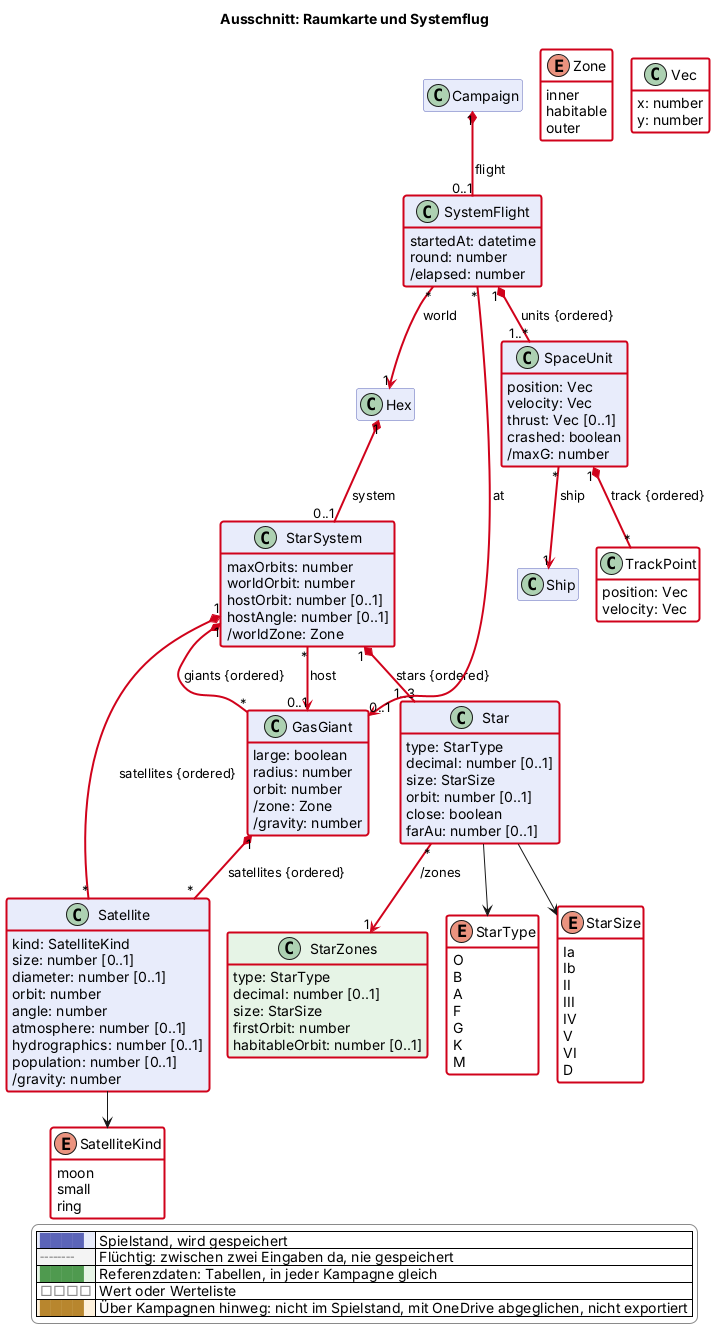 Ausschnitt: Raumkarte und Systemflug
C Campaign
E Zone
inner
habitable
outer
C Vec
x: number
y: number
1
flight
0..1
C SystemFlight
startedAt: datetime
round: number
/elapsed: number
* world 1
* at 0..1
1 units {ordered} 1..*
C SpaceUnit
position: Vec
velocity: Vec
thrust: Vec [0..1]
crashed: boolean
/maxG: number
C Hex
1
system
0..1
* ship 1
1 track {ordered} *
C StarSystem
maxOrbits: number
worldOrbit: number
hostOrbit: number [0..1]
hostAngle: number [0..1]
/worldZone: Zone
C Ship
C TrackPoint
position: Vec
velocity: Vec
1 giants {ordered} *
* host 0..1
1 stars {ordered} 1..3
1 satellites {ordered} *
C GasGiant
large: boolean
radius: number
orbit: number
/zone: Zone
/gravity: number
C Star
type: StarType
decimal: number [0..1]
size: StarSize
orbit: number [0..1]
close: boolean
farAu: number [0..1]
1 satellites {ordered} *
* /zones 1
C Satellite
kind: SatelliteKind
size: number [0..1]
diameter: number [0..1]
orbit: number
angle: number
atmosphere: number [0..1]
hydrographics: number [0..1]
population: number [0..1]
/gravity: number
C StarZones
type: StarType
decimal: number [0..1]
size: StarSize
firstOrbit: number
habitableOrbit: number [0..1]
E StarType
O
B
A
F
G
K
M
E StarSize
Ia
Ib
II
III
IV
V
VI
D
E SatelliteKind
moon
small
ring
Spielstand, wird gespeichert
Flüchtig: zwischen zwei Eingaben da, nie gespeichert
Referenzdaten: Tabellen, in jeder Kampagne gleich
Wert oder Werteliste
Über Kampagnen hinweg: nicht im Spielstand, mit OneDrive abgeglichen, nicht exportiert